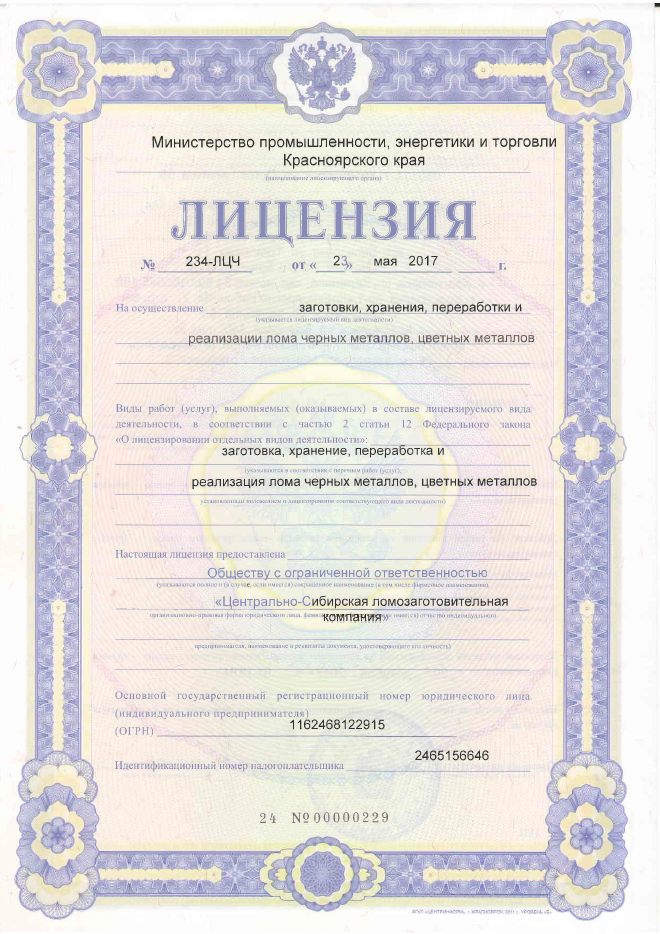 Министерство промышленности, энергетики и торговли
Красноярского края
(наименование лицензирующего органа)
ЛИЦЕНЗИЯ
№ 234-ЛЦЧ от « 23» мая 2017 г.
На осуществление заготовки, хранения, переработки и
(указывается лицензируемый вид деятельности)
реализации лома черных металлов, цветных металлов
Виды работ (услуг), выполняемых (оказываемых) в составе лицензируемого вида
деятельности, в соответствии с частью 2 статьи 12 Федерального закона
«О лицензировании отдельных видов деятельности»:
заготовка, хранение, переработка и
(указываются в соответствии с перечнем работ (услуг),
реализация лома черных металлов, цветных металлов
установленным положением о лицензировании соответствующего вида деятельности)
Настоящая лицензия предоставлена
Обществу с ограниченной ответственностью
(указываются полное и (в случае, если имеется) сокращенное наименование (в том числе фирменное наименование),
«Центрально-Сибирская ломозаготовительная
организационно-правовая форма юридического лица, имеется) отчество индивидуального
компания»
предпринимателя, наименование и реквизиты документа, удостоверяющего его личность)
Основной государственный регистрационный номер юридического лица
(индивидуального предпринимателя)
(ОГРН) 1162468122915
2465156646
Идентификационный номер налогоплательщика
24 №00000229